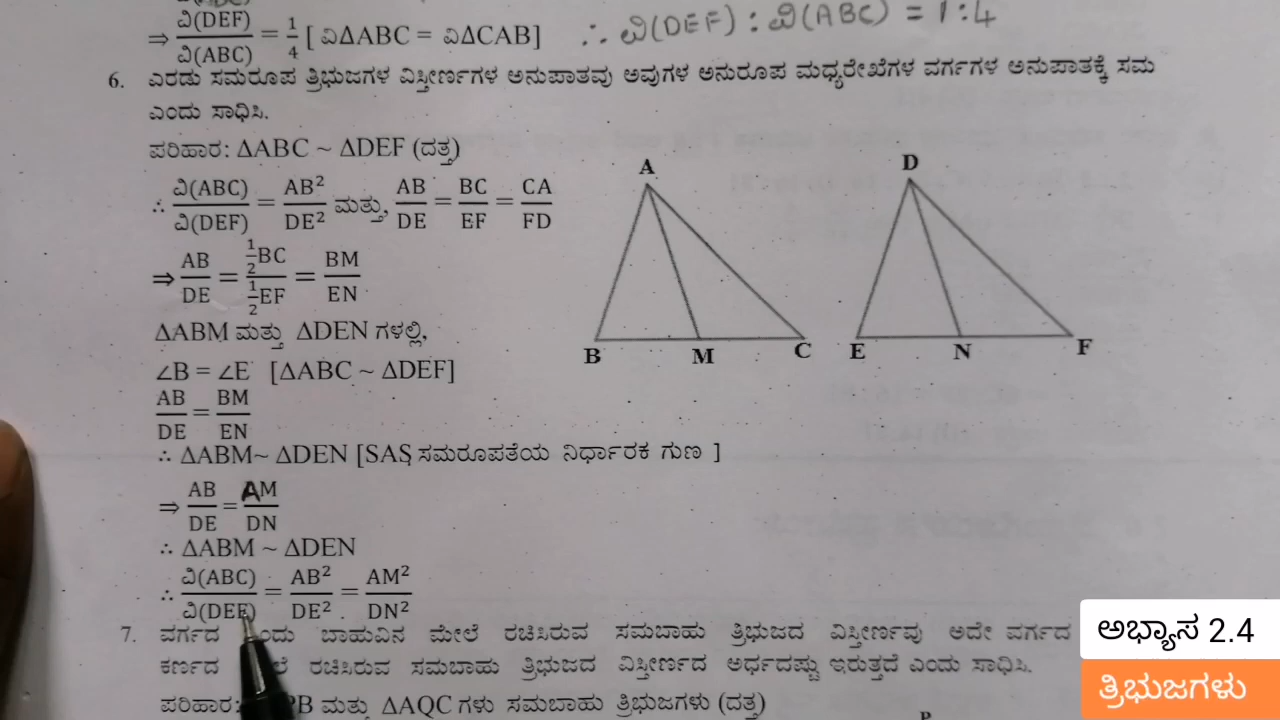 ವಿ(DEF)
⇒ ವಿ(DEF)/ವಿ(ABC) = 1/4 [ ವಿΔABC = ವಿΔCAB] ∴ ವಿ(DEF) : ವಿ(ABC) = 1:4
6. ಎರಡು ಸಮರೂಪ ತ್ರಿಭುಜಗಳ ವಿಸ್ತೀರ್ಣಗಳ ಅನುಪಾತವು ಅವುಗಳ ಅನುರೂಪ ಮಧ್ಯರೇಖೆಗಳ ವರ್ಗಗಳ ಅನುಪಾತಕ್ಕೆ ಸಮ
ಎಂದು ಸಾಧಿಸಿ.
ಪರಿಹಾರ: ΔABC ~ ΔDEF (ದತ್ತ)
∴ ವಿ(ABC)/ವಿ(DEF) = AB²/DE² ಮತ್ತು, AB/DE = BC/EF = CA/FD
⇒ AB/DE = ½BC/½EF = BM/EN
ΔABM ಮತ್ತು ΔDEN ಗಳಲ್ಲಿ,
∠B = ∠E [ΔABC ~ ΔDEF]
AB/DE = BM/EN
∴ ΔABM~ ΔDEN [SAS ಸಮರೂಪತೆಯ ನಿರ್ಧಾರಕ ಗುಣ ]
⇒ AB/DE = AM/DN
∴ ΔABM ~ ΔDEN
∴ ವಿ(ABC)/ವಿ(DEF) = AB²/DE² = AM²/DN²
A
B M C
D
E N F
7. ವರ್ಗದ ಬಾಹುವಿನ ಮೇಲೆ ರಚಿಸಿರುವ ಸಮಬಾಹು ತ್ರಿಭುಜದ ವಿಸ್ತೀರ್ಣವು ಅದೇ ವರ್ಗದ
ಕರ್ಣದ ರಚಿಸಿರುವ ಸಮಬಾಹು ತ್ರಿಭುಜದ ವಿಸ್ತೀರ್ಣದ ಅರ್ಧದಷ್ಟು ಇರುತ್ತದೆ ಎಂದು ಸಾಧಿಸಿ.
ಪರಿಹಾರ: PB ಮತ್ತು ΔAQC ಗಳು ಸಮಬಾಹು ತ್ರಿಭುಜಗಳು (ದತ್ತ)
ಅಭ್ಯಾಸ 2.4
ತ್ರಿಭುಜಗಳು